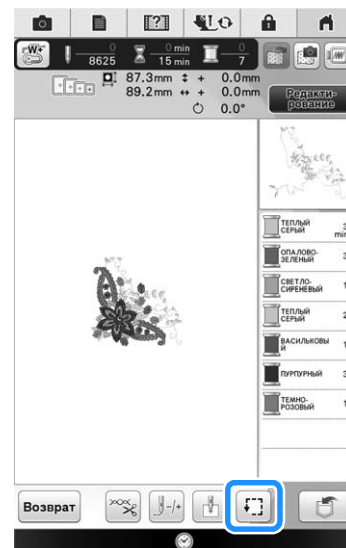 W+
0
8625
0 min
15 min
0
7
87.3mm + 0.0mm
89.2mm + 0.0mm
0.0°
Редакти-
рование
ТЕПЛЫЙ
СЕРЫЙ
ОПАЛОВО-
ЗЕЛЕНЫЙ
СВЕТЛО-
СИРЕНЕВЫЙ
ТЕПЛЫЙ
СЕРЫЙ
ВАСИЛЬКОВЫ
Й
ПУРПУРНЫЙ
ТЕМНО-
РОЗОВЫЙ
Возврат
-/+